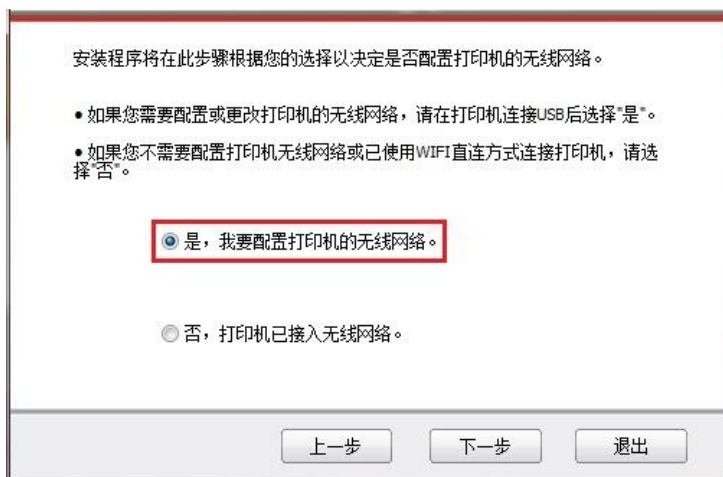 安装程序将在此步骤根据您的选择以决定是否配置打印机的无线网络。
•如果您需要配置或更改打印机的无线网络，请在打印机连接USB后选择"是"。
•如果您不需要配置打印机无线网络或已使用WIFI直连方式连接打印机，请选
择"否"。
是，我要配置打印机的无线网络。
否，打印机已接入无线网络。
上一步 下一步 退出